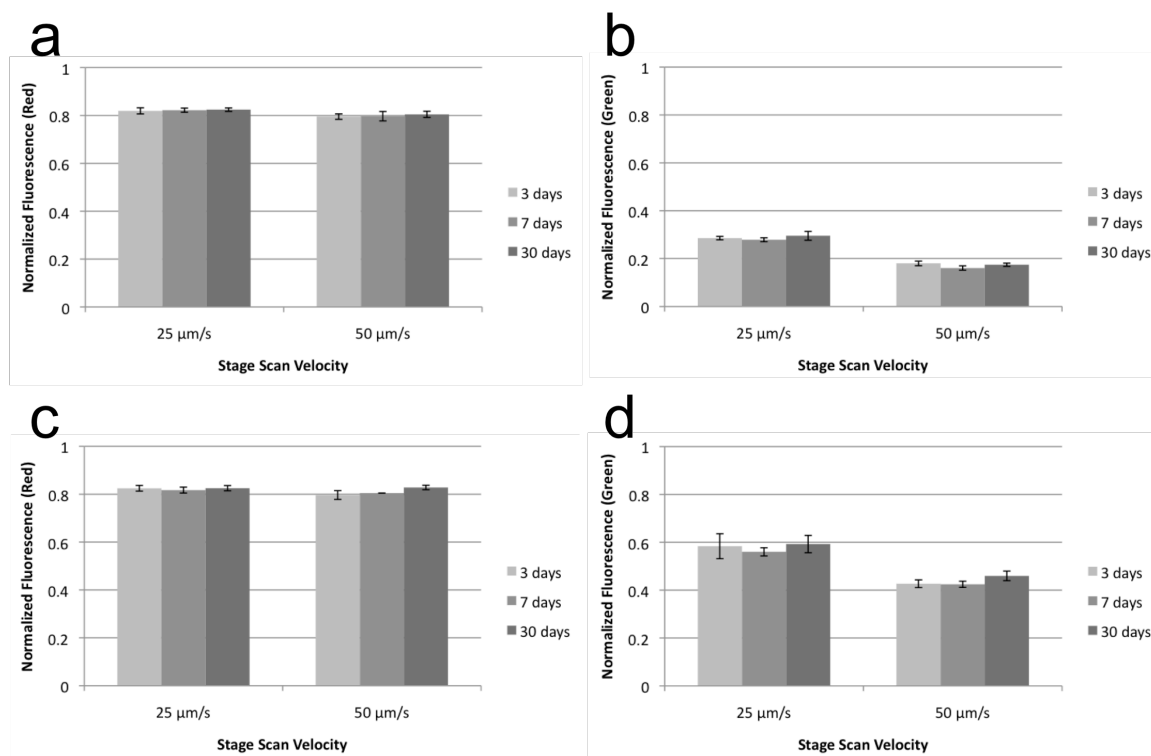 a
Normalized Fluorescence (Red)
1
0.8
0.6
0.4
0.2
0
25 µm/s
50 µm/s
Stage Scan Velocity
3 days
7 days
30 days
b
Normalized Fluorescence (Green)
1
0.8
0.6
0.4
0.2
0
25 µm/s
50 µm/s
Stage Scan Velocity
3 days
7 days
30 days
c
Normalized Fluorescence (Red)
1
0.8
0.6
0.4
0.2
0
25 µm/s
50 µm/s
Stage Scan Velocity
3 days
7 days
30 days
d
Normalized Fluorescence (Green)
1
0.8
0.6
0.4
0.2
0
25 µm/s
50 µm/s
Stage Scan Velocity
3 days
7 days
30 days